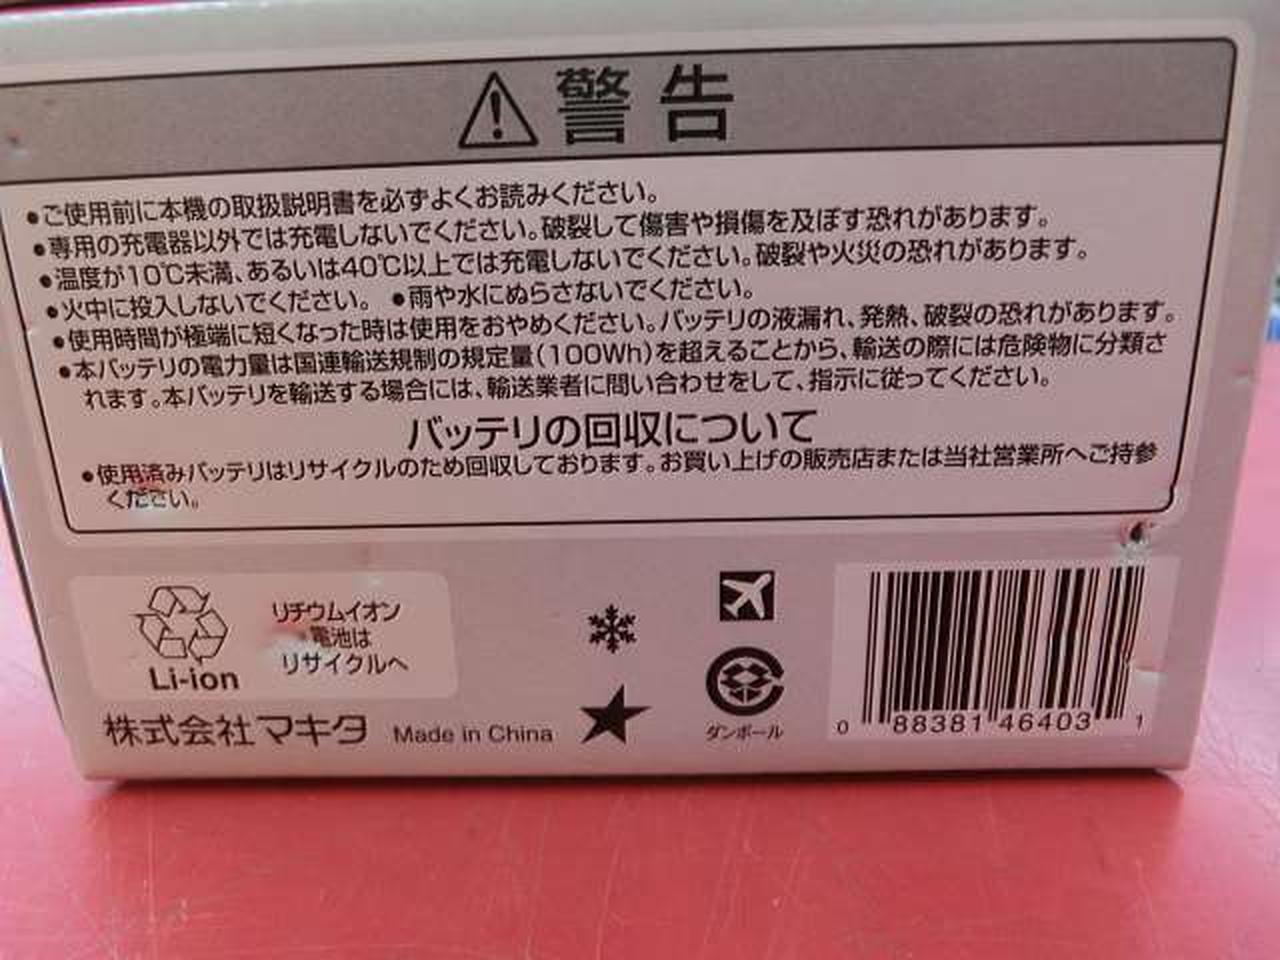 警告
●ご使用前に本機の取扱説明書を必ずよくお読みください。
●専用の充電器以外では充電しないでください。破裂して傷害や損傷を及ぼす恐れがあります。
●温度が10℃未満、あるいは40℃以上では充電しないでください。破裂や火災の恐れがあります。
●火中に投入しないでください。 ●雨や水にぬらさないでください。
●使用時間が極端に短くなった時は使用をおやめください。バッテリの液漏れ、発熱、破裂の恐れがあります。
●本バッテリの電力量は国連輸送規制の規定量(100Wh)を超えることから、輸送の際には危険物に分類さ
れます。本バッテリを輸送する場合には、輸送業者に問い合わせをして、指示に従ってください。
バッテリの回収について
●使用済みバッテリはリサイクルのため回収しております。お買い上げの販売店または当社営業所へご持参
ください。
リチウムイオン
電池は
リサイクルへ
Li-ion
株式会社マキタ Made in China
ダンボール
0 88381 46403 1